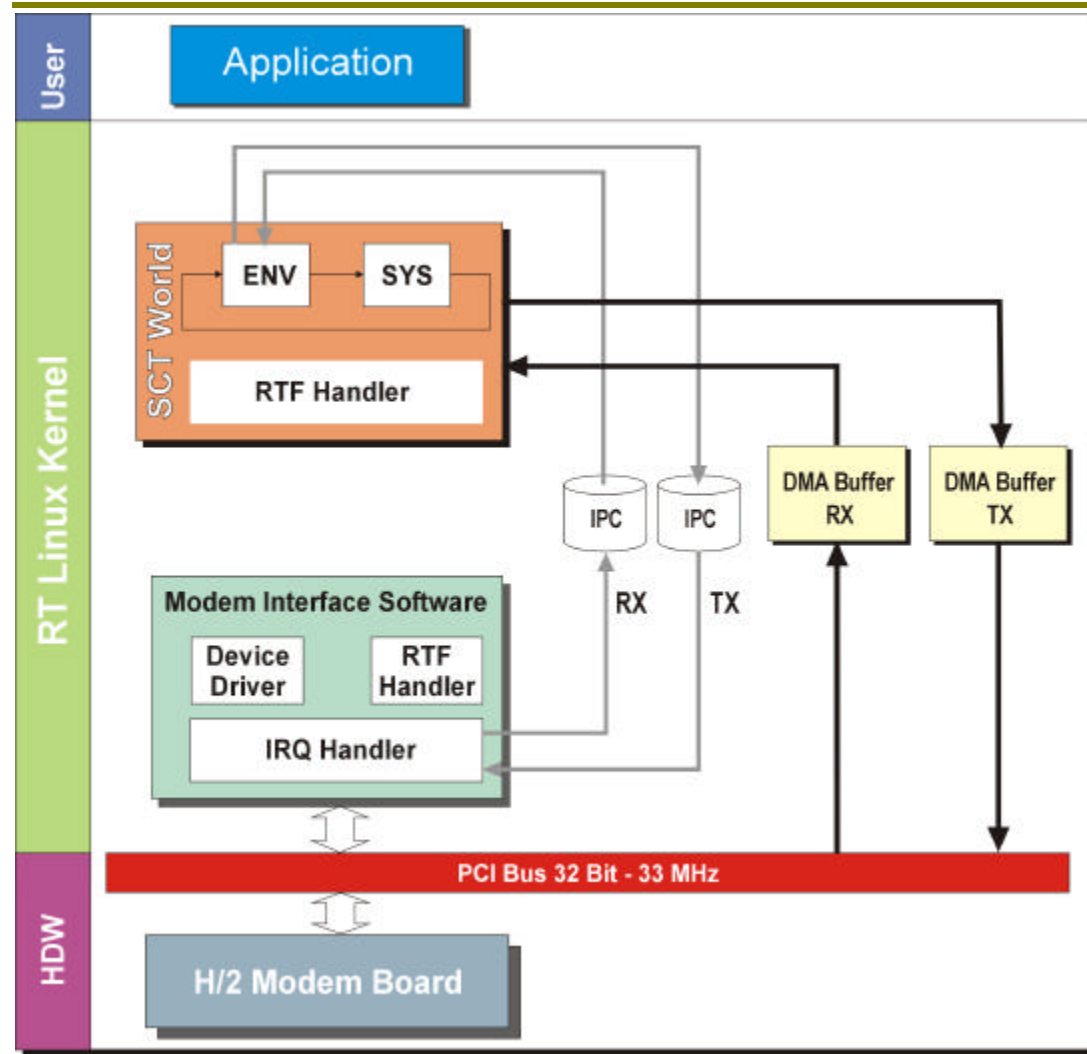 User
Application
RT Linux Kernel
SCT World
ENV
SYS
RTF Handler
IPC
IPC
DMA Buffer
RX
DMA Buffer
TX
RX
TX
Modem Interface Software
Device
Driver
RTF
Handler
IRQ Handler
HDW
PCI Bus 32 Bit - 33 MHz
H/2 Modem Board